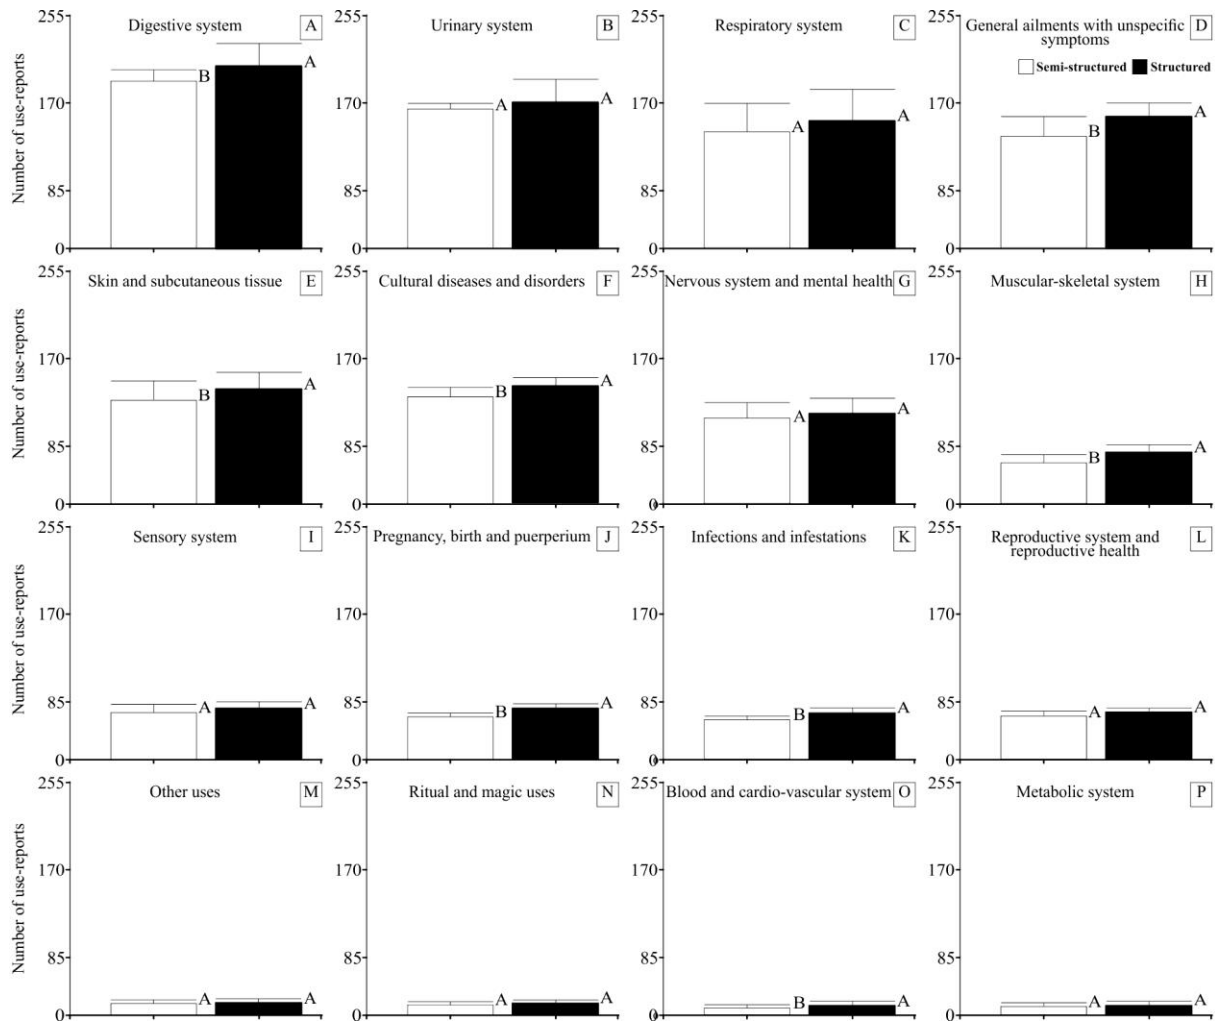 255
Digestive system
A
170
B
A
85
0
Number of use-reports
255
Urinary system
B
170
A
A
85
0
255
Respiratory system
C
170
A
A
85
0
255
General ailments with unspecific
symptoms
D
Semi-structured
Structured
170
B
A
85
0
255
Skin and subcutaneous tissue
E
170
B
A
85
0
Number of use-reports
255
Cultural diseases and disorders
F
170
B
A
85
0
255
Nervous system and mental health
G
170
A
A
85
0
255
Muscular-skeletal system
H
170
85
B
A
0
255
Sensory system
I
170
85
A
A
0
Number of use-reports
255
Pregnancy, birth and puerperium
J
170
85
B
A
0
255
Infections and infestations
K
170
85
B
A
0
255
Reproductive system and
reproductive health
L
170
85
A
A
0
255
Other uses
M
170
85
A
A
0
Number of use-reports
255
Ritual and magic uses
N
170
85
A
A
0
255
Blood and cardio-vascular system
O
170
85
B
A
0
255
Metabolic system
P
170
85
A
A
0